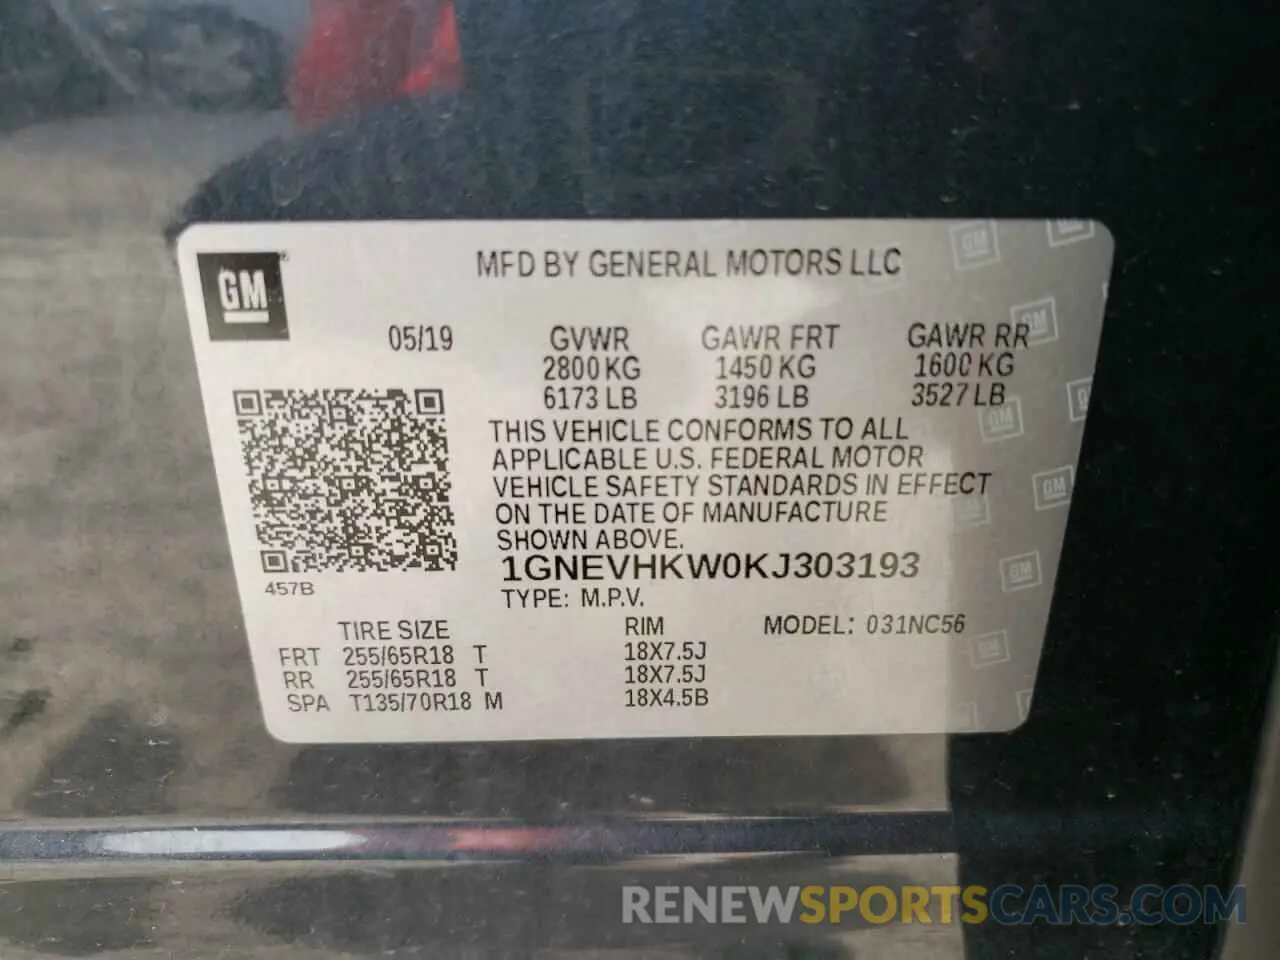 GM
MFD BY GENERAL MOTORS LLC
05/19 GVWR GAWR FRT GAWR RR
2800 KG 1450 KG 1600 KG
6173 LB 3196 LB 3527 LB
THIS VEHICLE CONFORMS TO ALL
APPLICABLE U.S. FEDERAL MOTOR
VEHICLE SAFETY STANDARDS IN EFFECT
ON THE DATE OF MANUFACTURE
SHOWN ABOVE.
1GNEVHKW0KJ303193
457B
TYPE: M.P.V.
TIRE SIZE RIM MODEL: 031NC56
FRT 255/65R18 T 18X7.5J
RR 255/65R18 T 18X7.5J
SPA T135/70R18 M 18X4.5B
RENEWSPORTSCARS.COM